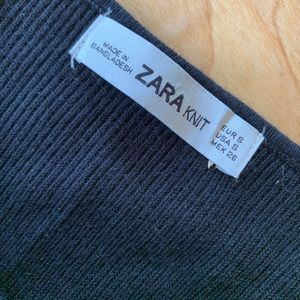 MADE IN
BANGLADESH
ZARA KNIT
EUR S
USA S
MEX 26